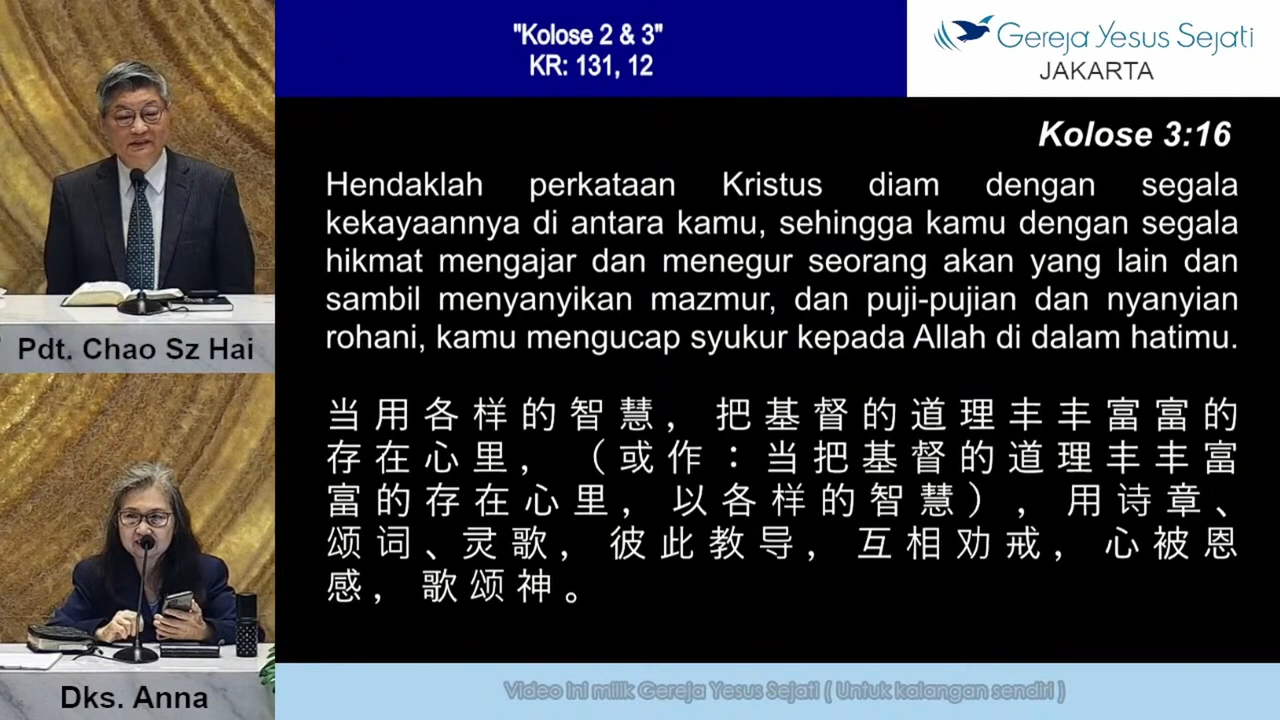 "Kolose 2 & 3"
KR: 131, 12
Gereja Yesus Sejati
JAKARTA
Kolose 3:16
Hendaklah perkataan Kristus diam dengan segala
kekayaannya di antara kamu, sehingga kamu dengan segala
hikmat mengajar dan menegur seorang akan yang lain dan
sambil menyanyikan mazmur, dan puji-pujian dan nyanyian
rohani, kamu mengucap syukur kepada Allah di dalam hatimu.
当用各样的智慧，把基督的道理丰丰富富的
存在心里，（或作：当把基督的道理丰丰富
富的存在心里，以各样的智慧），用诗章、
颂词、灵歌，彼此教导，互相劝戒，心被恩
感，歌颂神。
Pdt. Chao Sz Hai
Dks. Anna
Video ini milik Gereja Yesus Sejati ( Untuk kalangan sendiri )